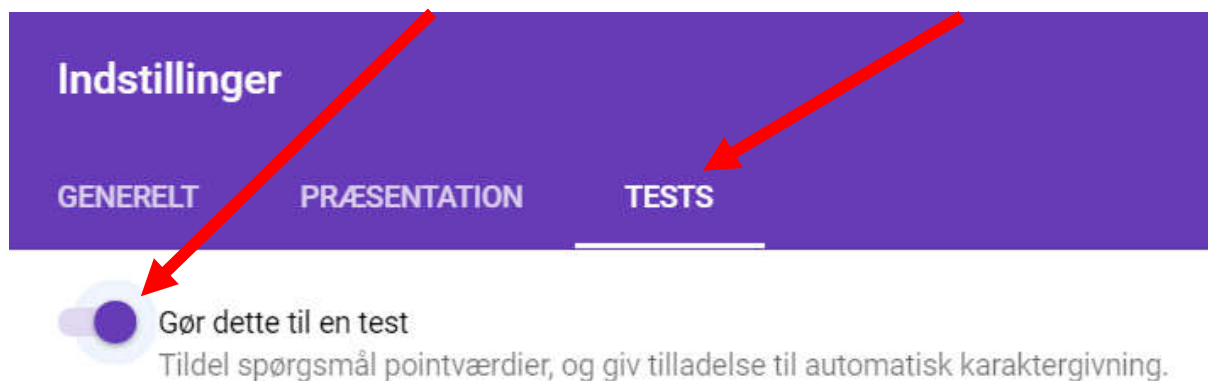 Indstillinger
GENERELT PRÆSENTATION TESTS
Gør dette til en test
Tildel spørgsmål pointværdier, og giv tilladelse til automatisk karaktergivning.